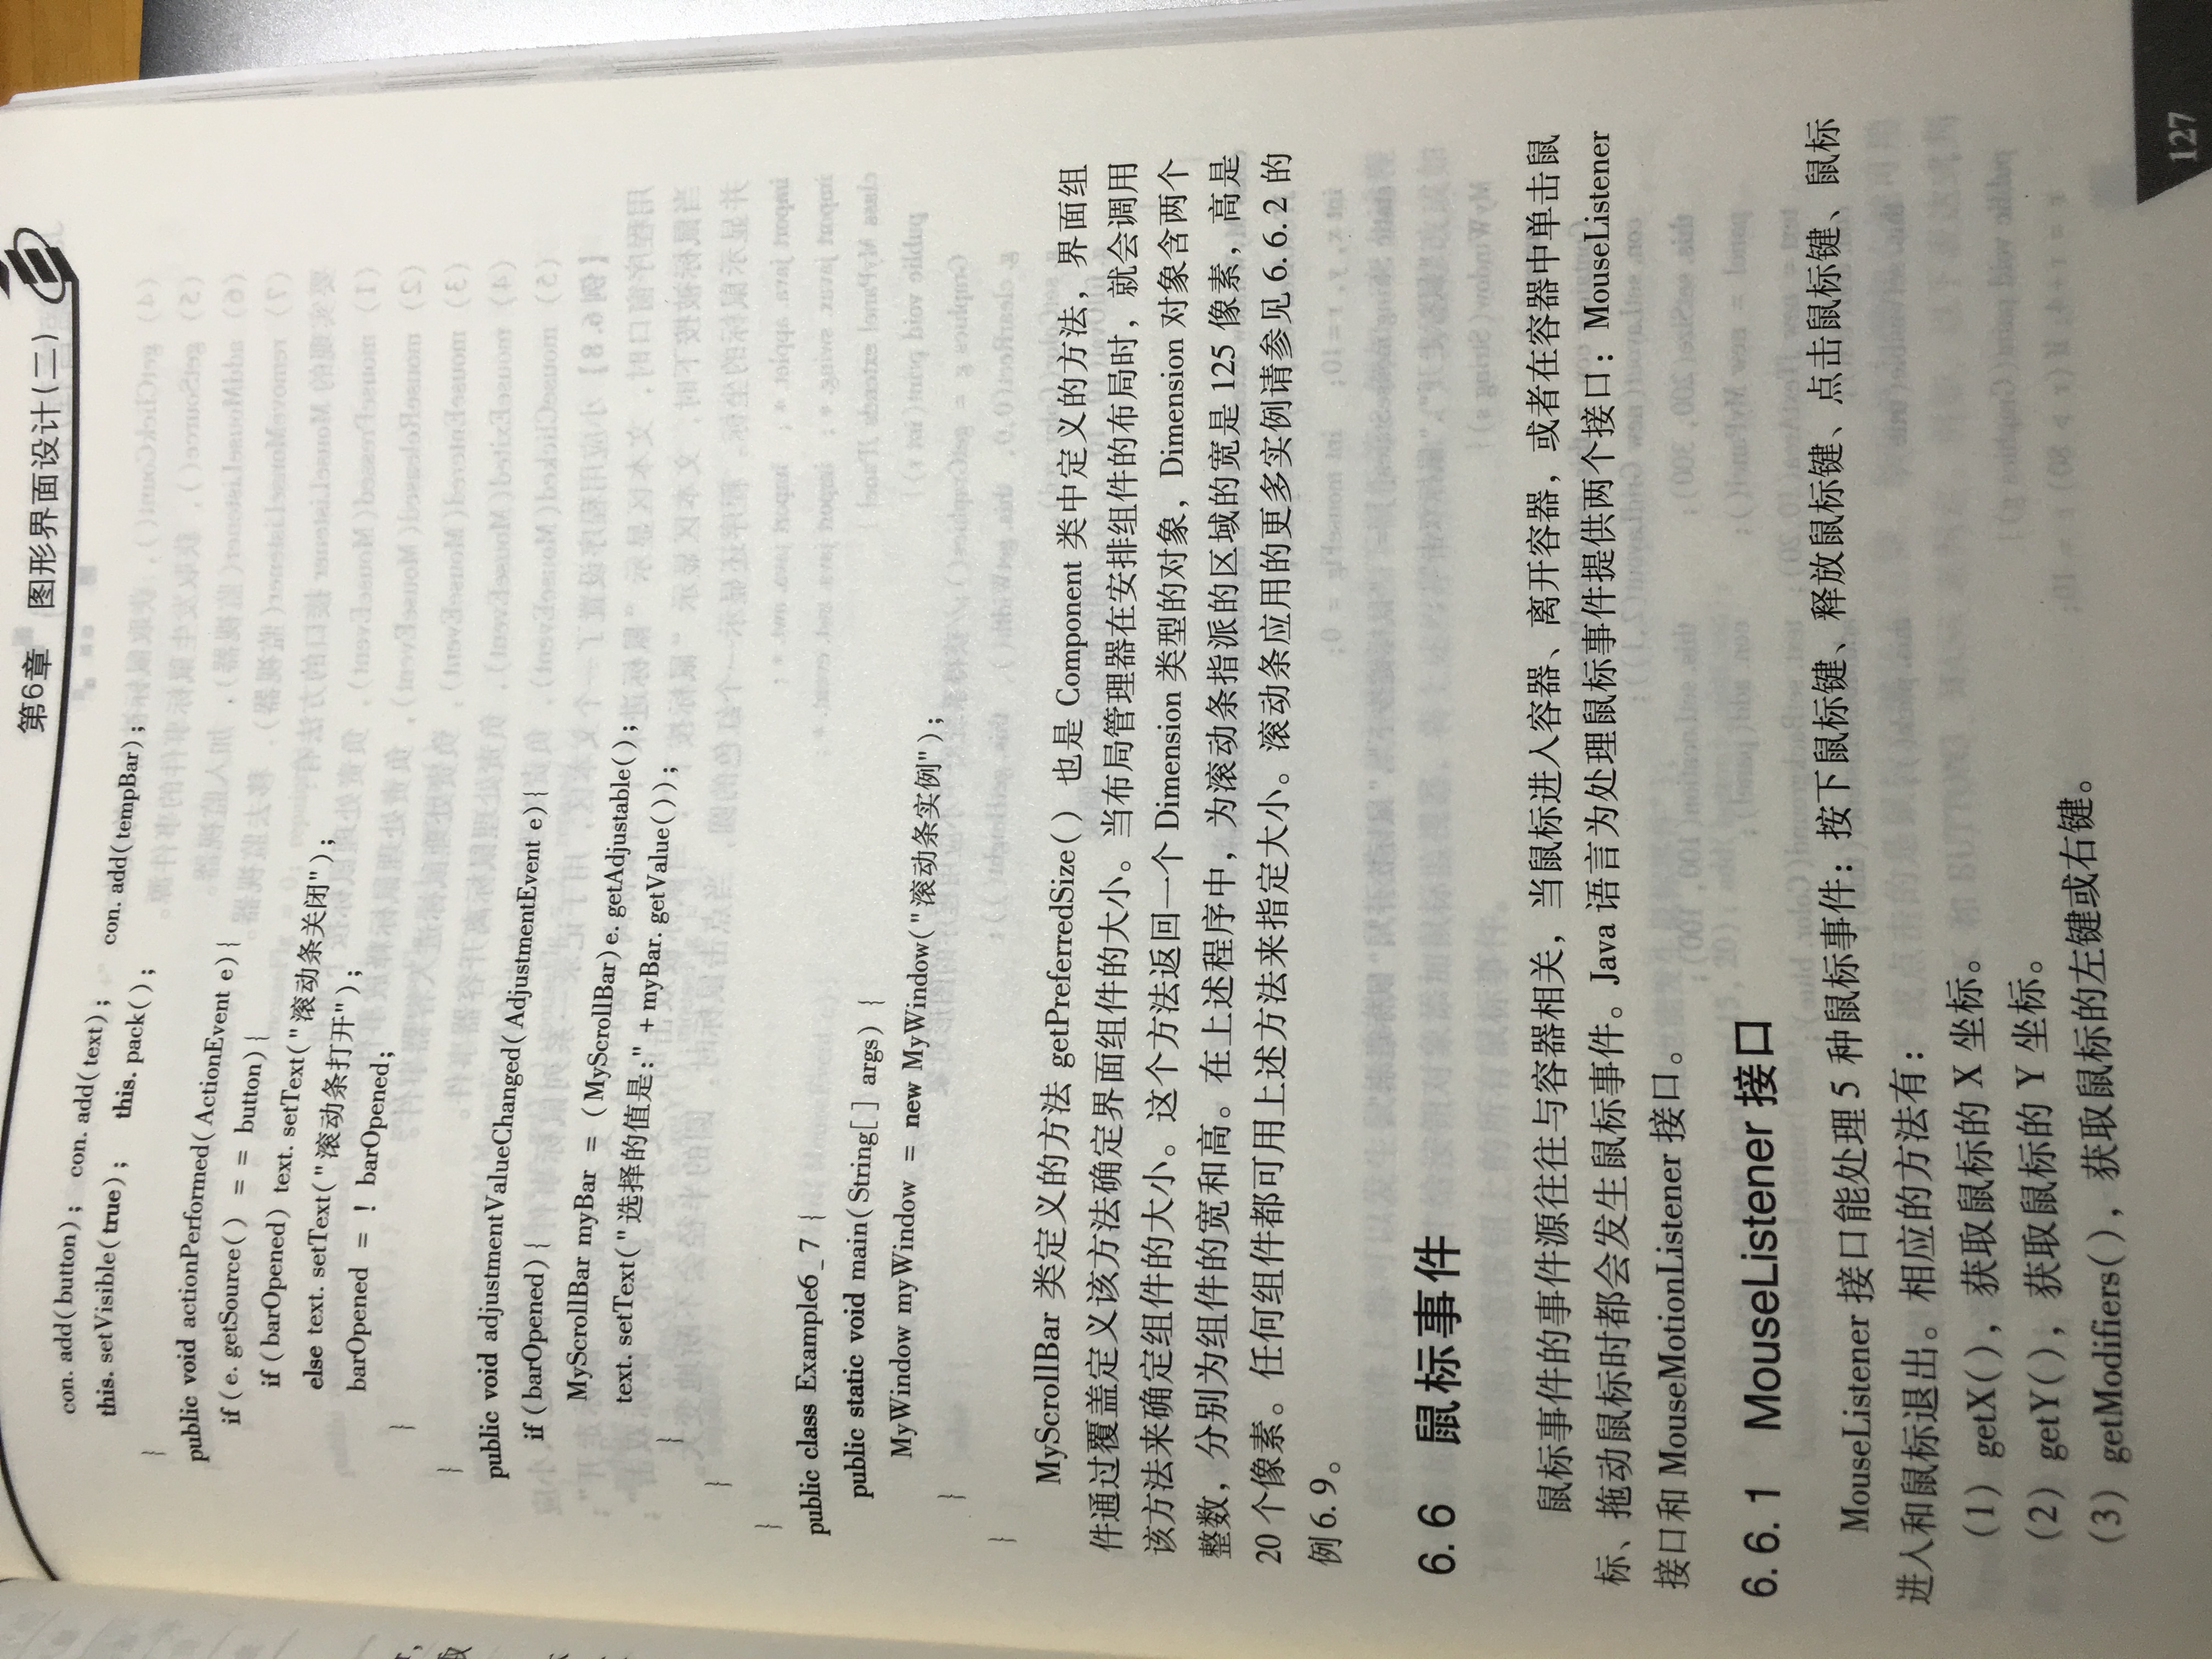 第6章 图形界面设计(二)
con. add(button); con. add(text); con. add(tempBar);
this. setVisible(true); this. pack();
}
public void actionPerformed(ActionEvent e){
if(e. getSource() = = button){
if(barOpened) text. setText("滚动条关闭");
else text. setText("滚动条打开");
barOpened = ! barOpened;
}
}
public void adjustmentValueChanged(AdjustmentEvent e){
if(barOpened){
MyScrollBar myBar = (MyScrollBar)e. getAdjustable();
text. setText("选择的值是:" +myBar. getValue());
}
}
}
public class Example6_7 {
public static void main(String[ ] args) {
MyWindow myWindow = new MyWindow("滚动条实例");
}
}
MyScrollBar 类定义的方法 getPreferredSize() 也是 Component 类中定义的方法，界面组
件通过覆盖定义该方法确定界面组件的大小。当布局管理器在安排组件的布局时，就会调用
该方法来确定组件的大小。这个方法返回一个 Dimension 类型的对象，Dimension 对象含两个
整数，分别为组件的宽和高。在上述程序中，为滚动条指派的区域的宽是 125 像素，高是
20 个像素。任何组件都可用上述方法来指定大小。滚动条应用的更多实例请参见 6. 6. 2 的
例6. 9。
6. 6 鼠标事件
鼠标事件的事件源往往与容器相关，当鼠标进入容器、离开容器，或者在容器中单击鼠
标、拖动鼠标时都会发生鼠标事件。Java 语言为处理鼠标事件提供两个接口：MouseListener
接口和 MouseMotionListener 接口。
6. 6. 1 MouseListener 接口
MouseListener 接口能处理 5 种鼠标事件：按下鼠标键、释放鼠标键、点击鼠标键、鼠标
进入和鼠标退出。相应的方法有：
(1) getX()，获取鼠标的 X 坐标。
(2) getY()，获取鼠标的 Y 坐标。
(3) getModifiers()，获取鼠标的左键或右键。
127